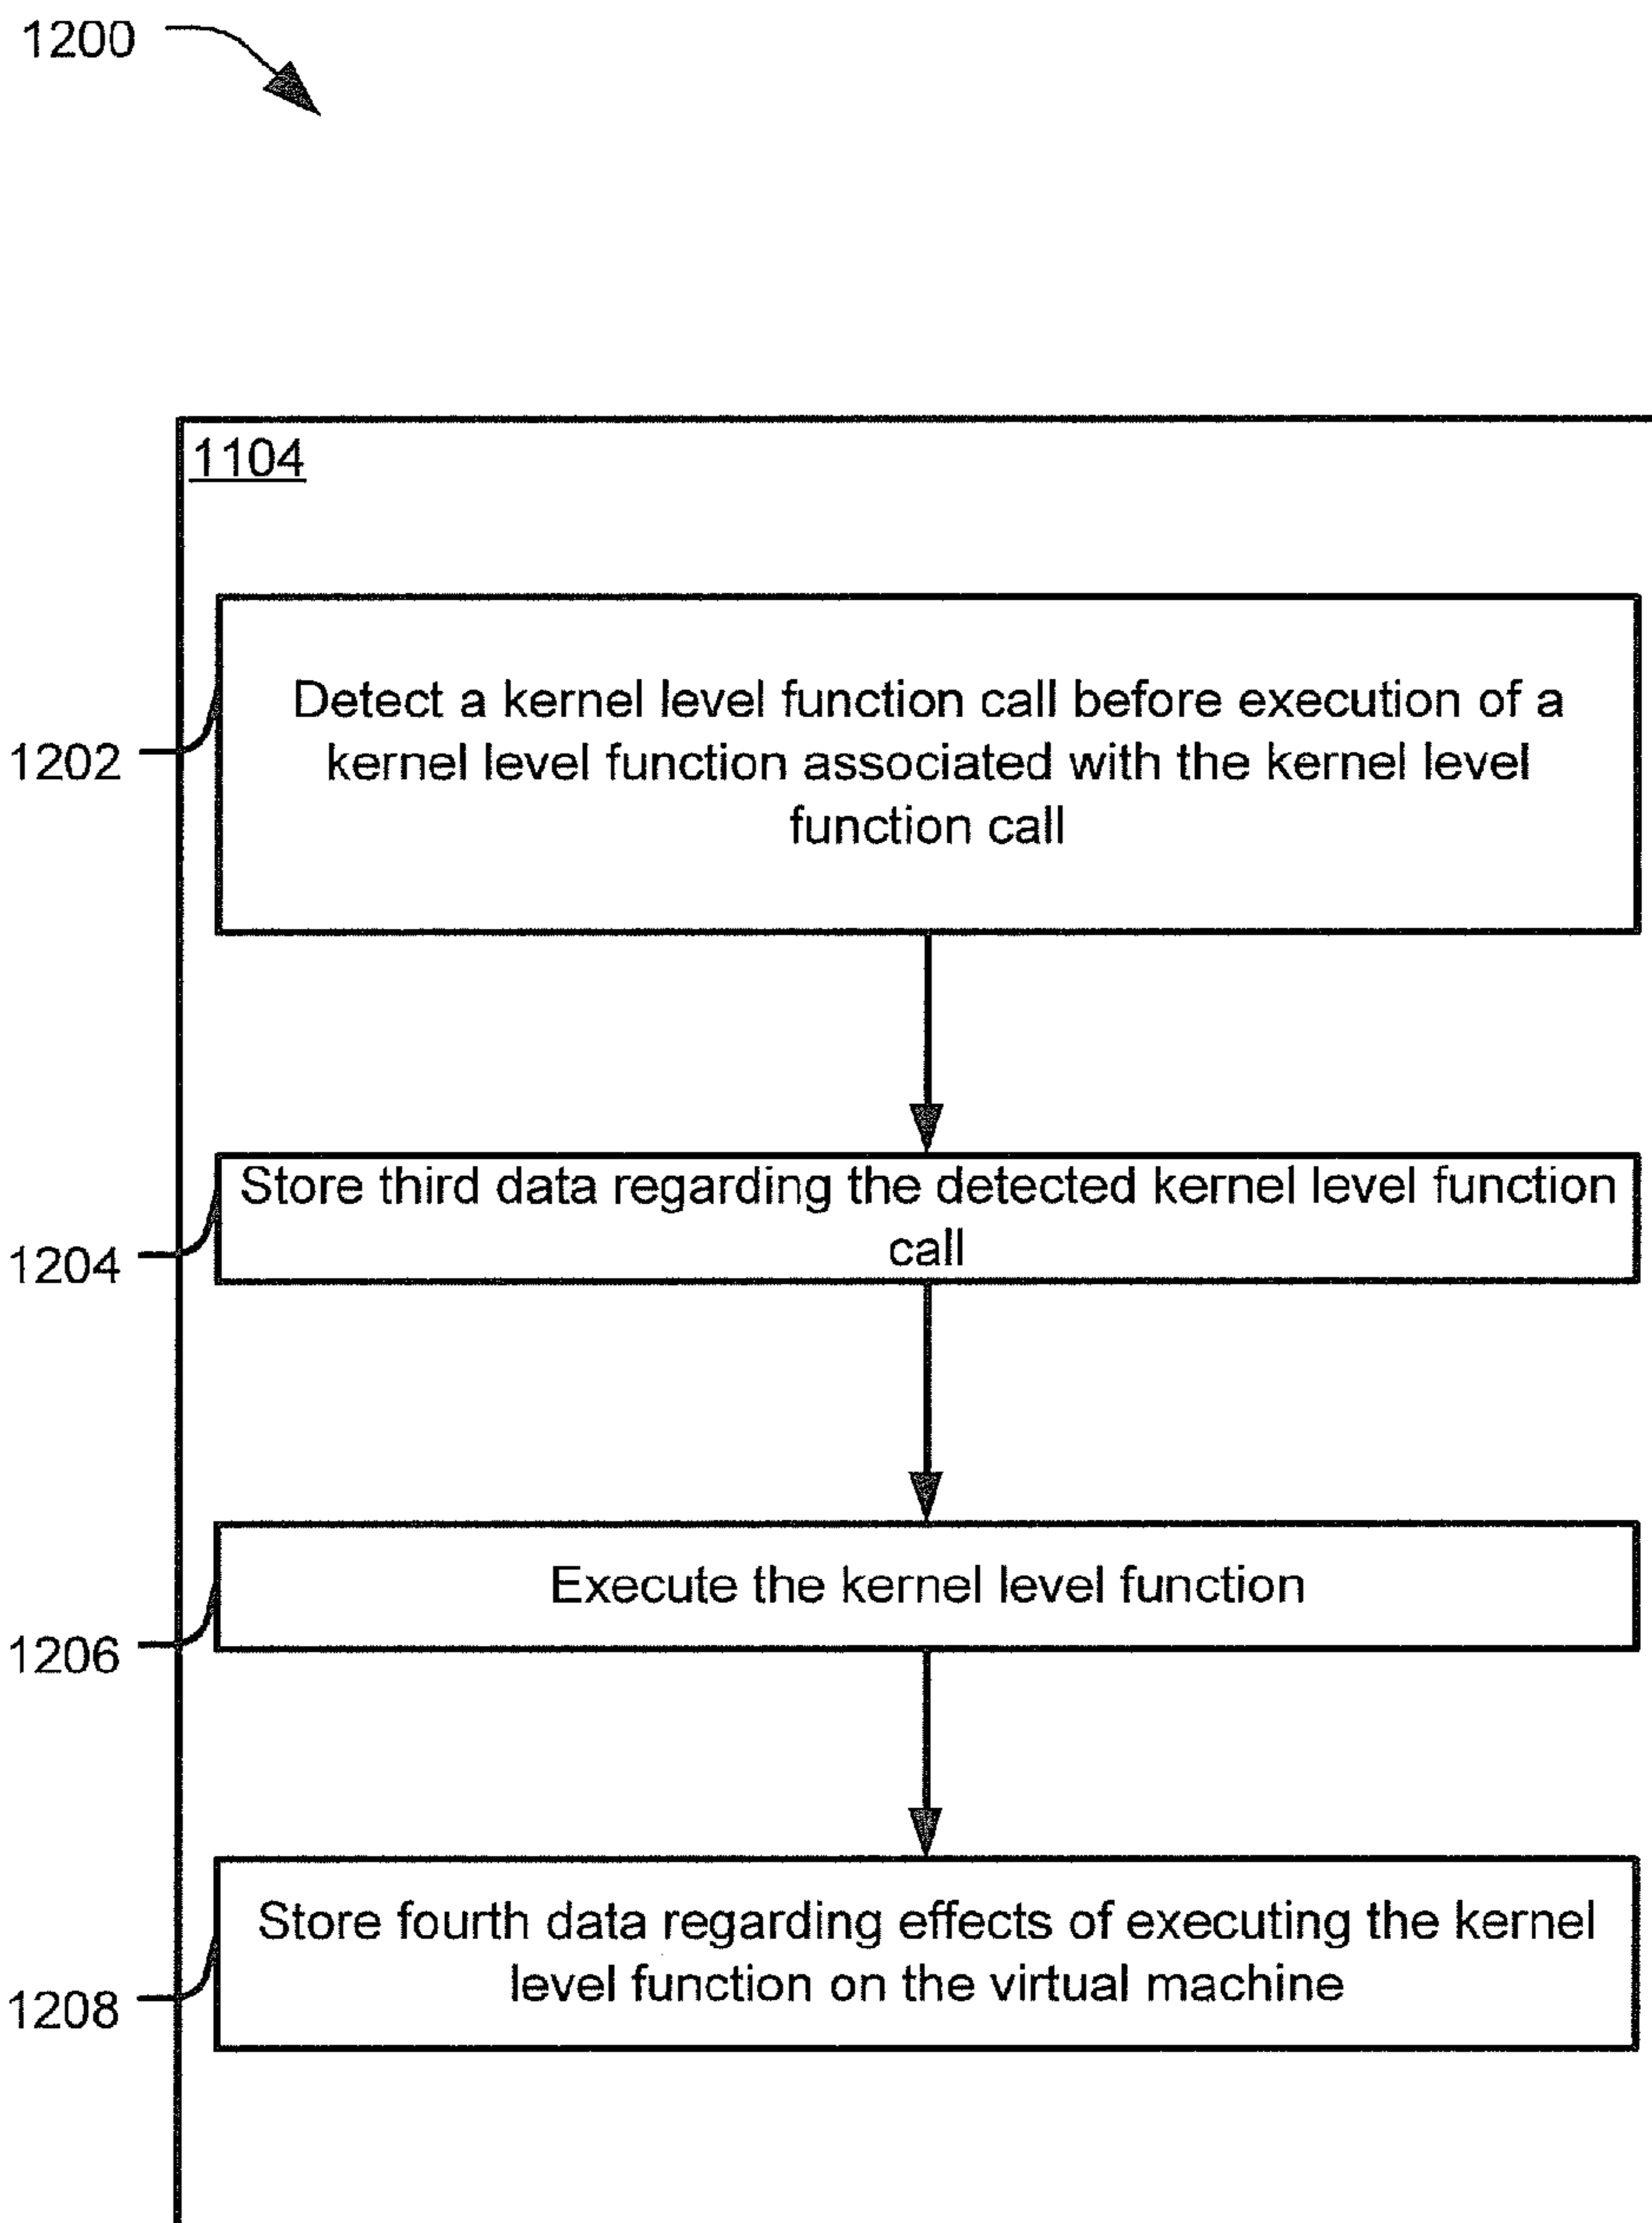 1200
1104
Detect a kernel level function call before execution of a
kernel level function associated with the kernel level
function call
1202
Store third data regarding the detected kernel level function
call
1204
Execute the kernel level function
1206
Store fourth data regarding effects of executing the kernel
level function on the virtual machine
1208